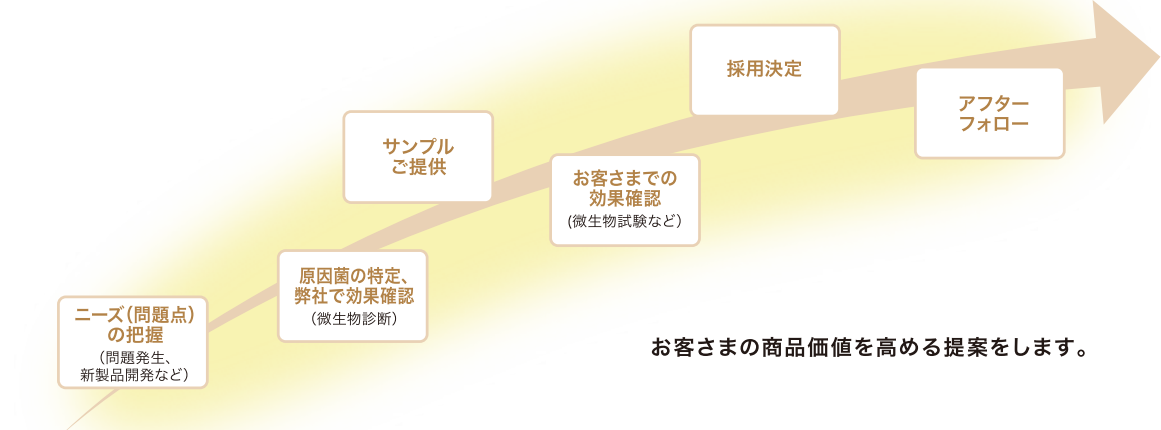 ニーズ（問題点）
の把握
（問題発生、
新製品開発など）
原因菌の特定、
弊社で効果確認
（微生物診断）
サンプル
ご提供
お客さまでの
効果確認
(微生物試験など）
採用決定
アフター
フォロー
お客さまの商品価値を高める提案をします。